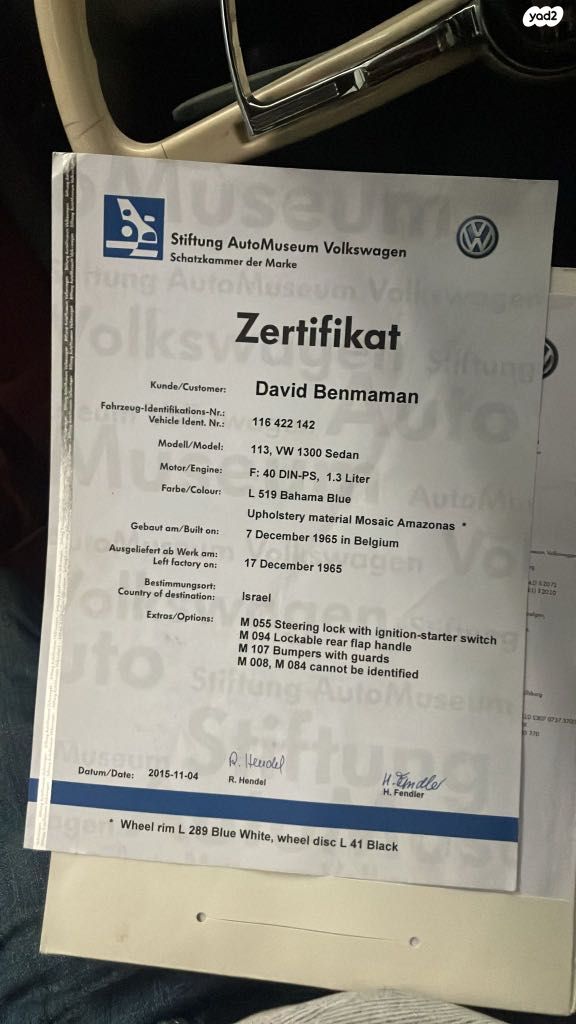 yad2
Stiftung AutoMuseum Volkswagen
Schatzkammer der Marke
Zertifikat
Kunde/Customer: David Benmaman
Fahrzeug-Identifikations-Nr.:
Vehicle Ident. Nr.: 116 422 142
Modell/Model: 113, VW 1300 Sedan
Motor/Engine: F: 40 DIN-PS, 1.3 Liter
Farbe/Colour: L 519 Bahama Blue
Upholstery material Mosaic Amazonas *
Gebaut am/Built on: 7 December 1965 in Belgium
Ausgeliefert ab Werk am:
Left factory on: 17 December 1965
Bestimmungsort:
Country of destination: Israel
Extras/Options: M 055 Steering lock with ignition-starter switch
M 094 Lockable rear flap handle
M 107 Bumpers with guards
M 008, M 084 cannot be identified
Datum/Date: 2015-11-04
R. Hendel
R. Hendel
H. Fendler
H. Fendler
* Wheel rim L 289 Blue White, wheel disc L 41 Black